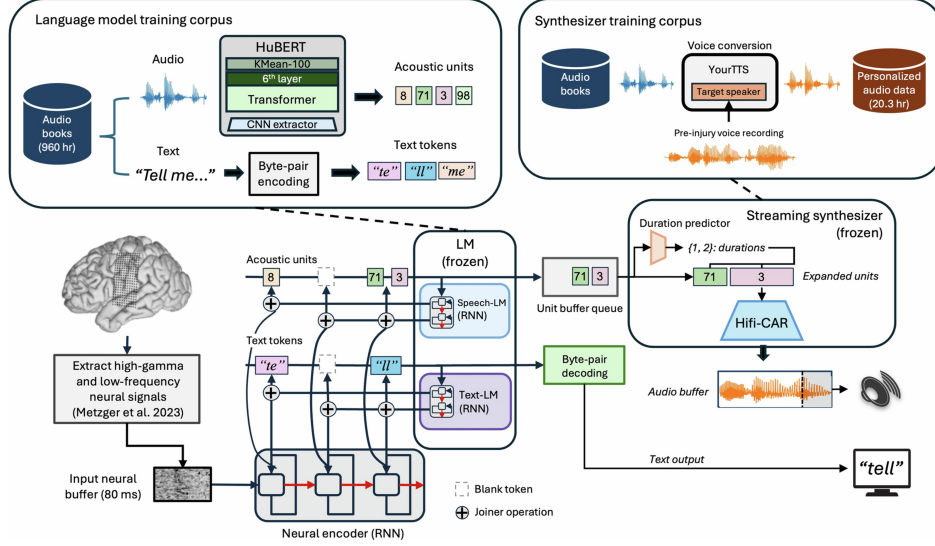 Language model training corpus
Audio
books
(960 hr)
Audio
Text
“Tell me...”
HuBERT
KMean-100
6th layer
Transformer
CNN extractor
Byte-pair
encoding
Acoustic units
8 71 3 98
Text tokens
“te” “ll” “me”
Synthesizer training corpus
Audio
books
Voice conversion
YourTTS
Target speaker
Pre-injury voice recording
Personalized
audio data
(20.3 hr)
Extract high-gamma
and low-frequency
neural signals
(Metzger et al. 2023)
Input neural
buffer (80 ms)
Acoustic units
8 71 3
Text tokens
“te” “ll”
LM
(frozen)
Speech-LM
(RNN)
Text-LM
(RNN)
Neural encoder (RNN)
Blank token
Joiner operation
71 3
Unit buffer queue
Byte-pair
decoding
Streaming synthesizer
(frozen)
Duration predictor
{1, 2}: durations
71 3
Expanded units
Hifi-CAR
Audio buffer
Text output
“tell”